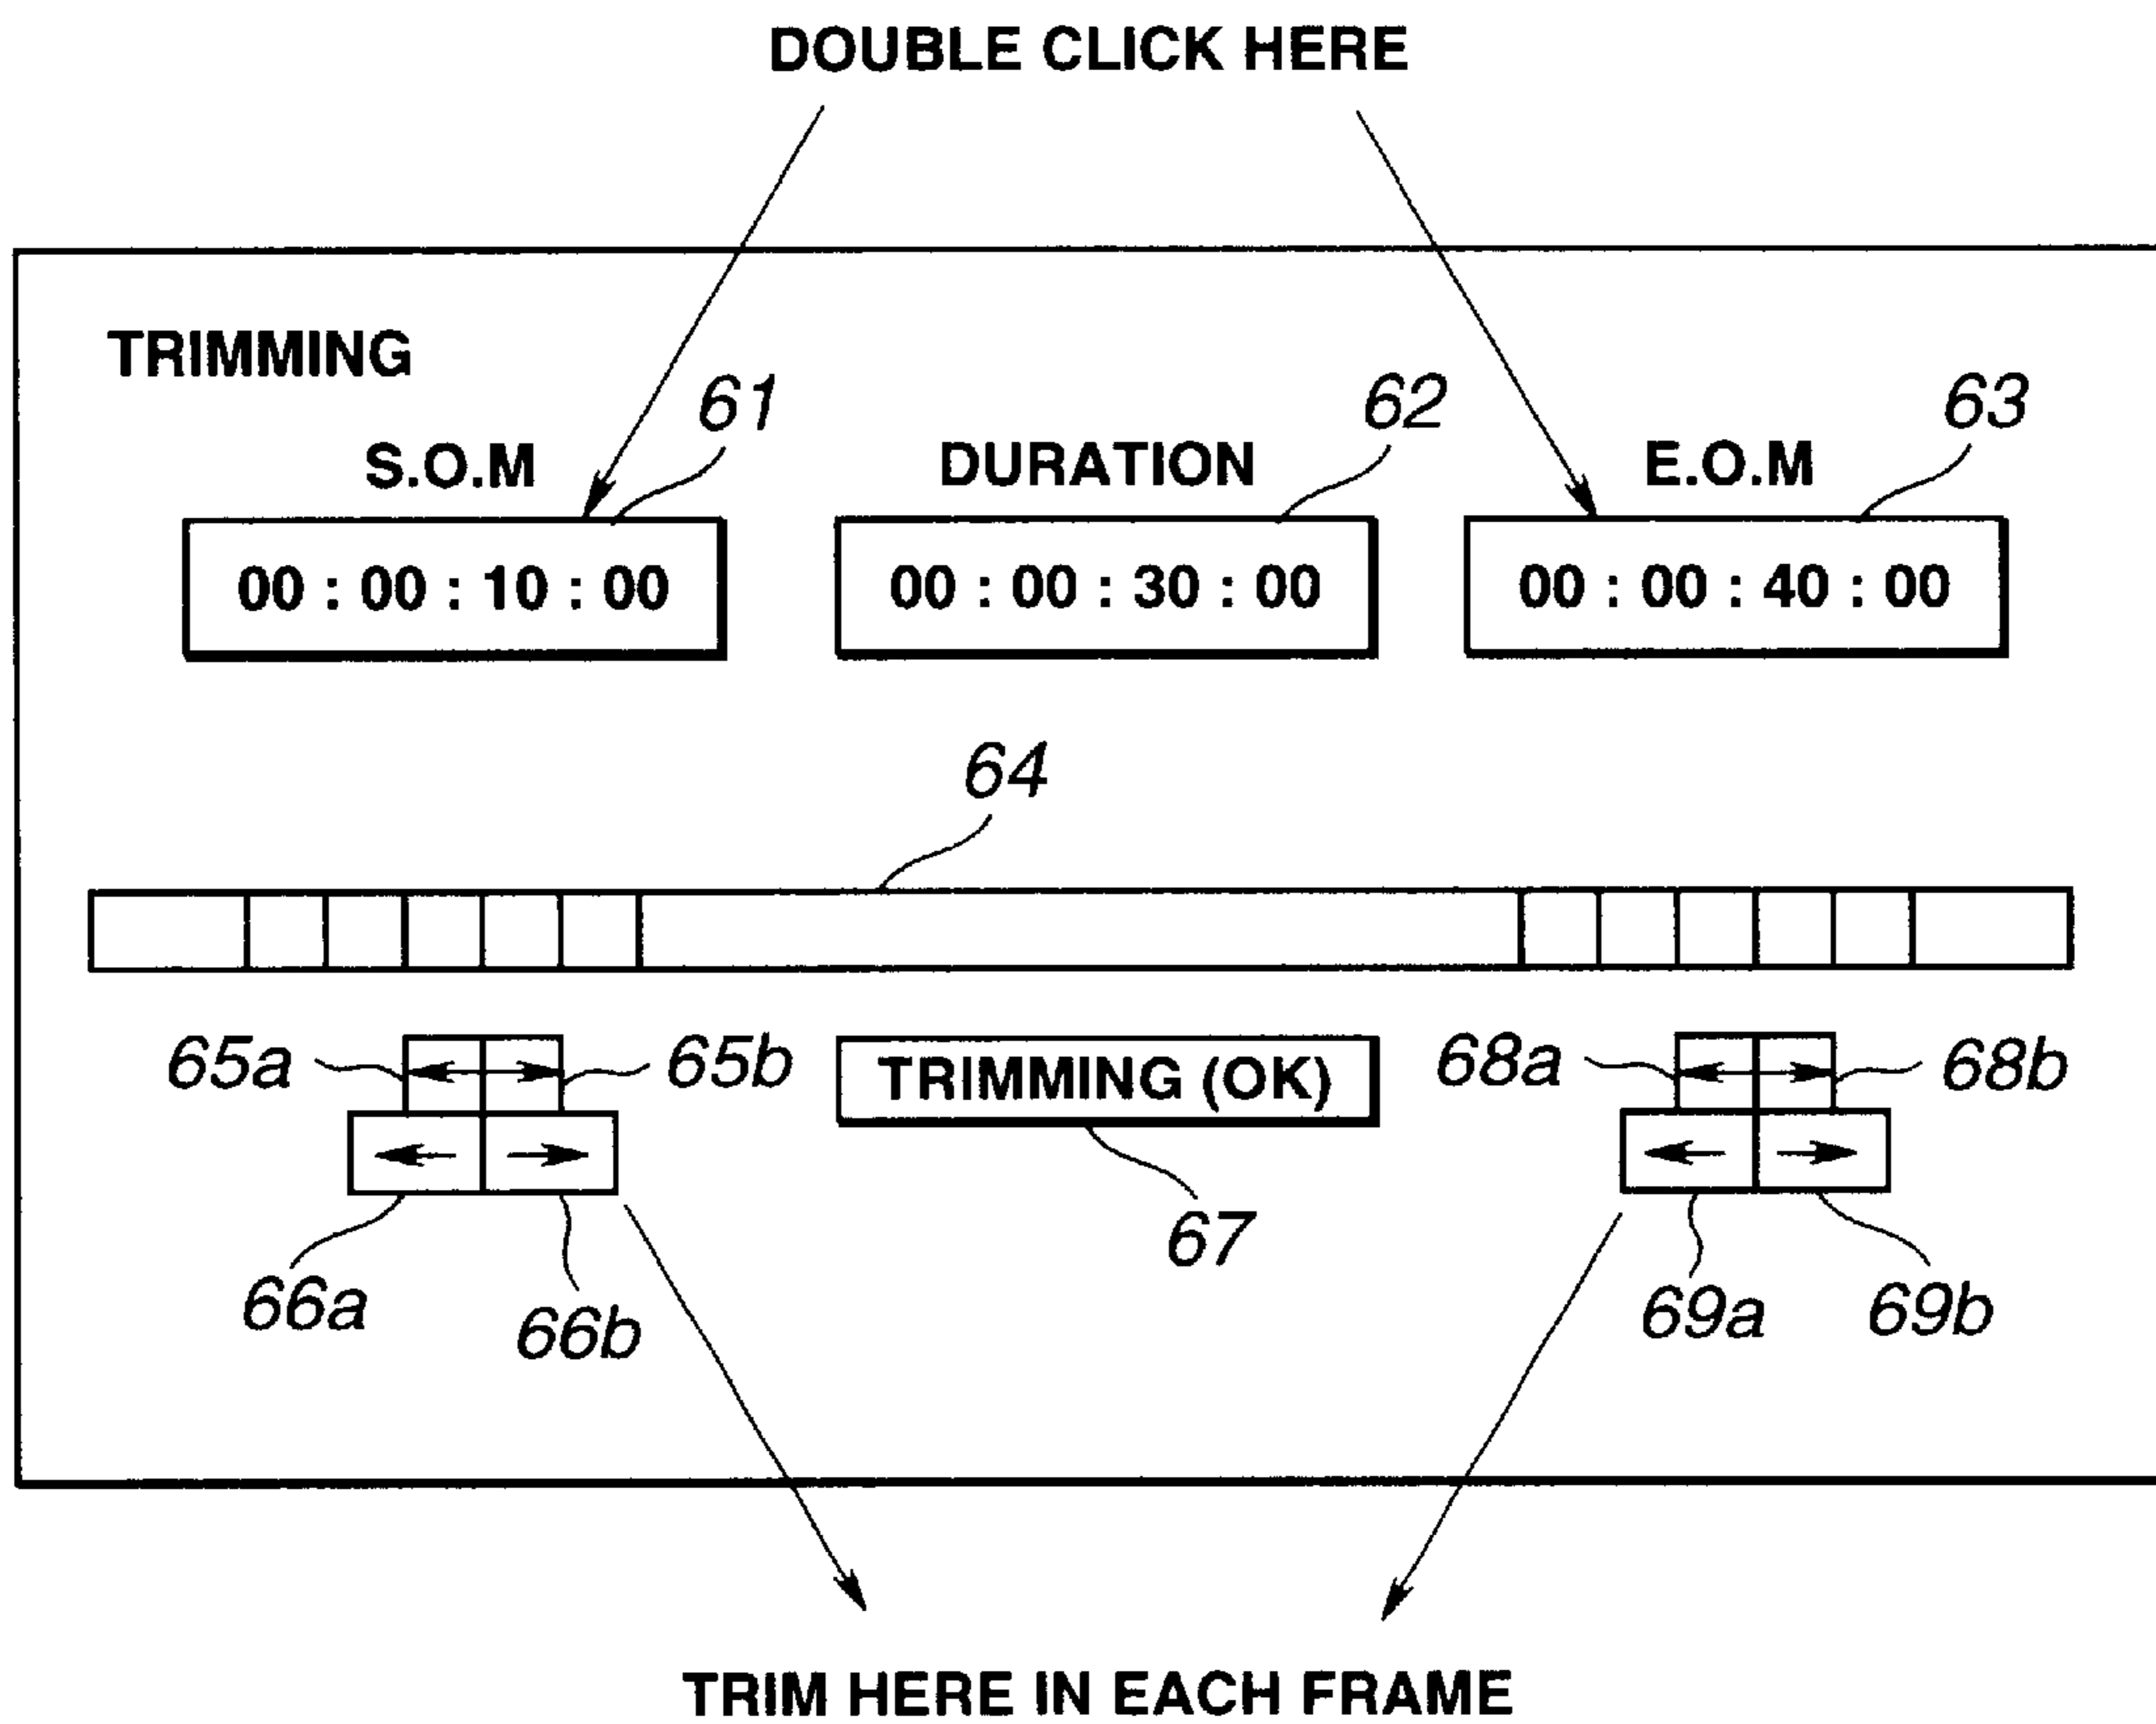 DOUBLE CLICK HERE
TRIMMING
61
62
63
S.O.M
DURATION
E.O.M
00 : 00 : 10 : 00
00 : 00 : 30 : 00
00 : 00 : 40 : 00
64
65a
65b
TRIMMING (OK)
68a
68b
66a
66b
67
69a
69b
TRIM HERE IN EACH FRAME